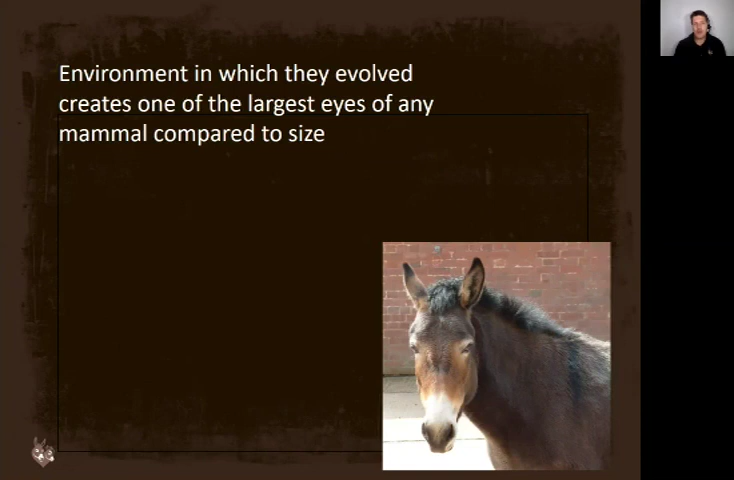 Environment in which they evolved
creates one of the largest eyes of any
mammal compared to size